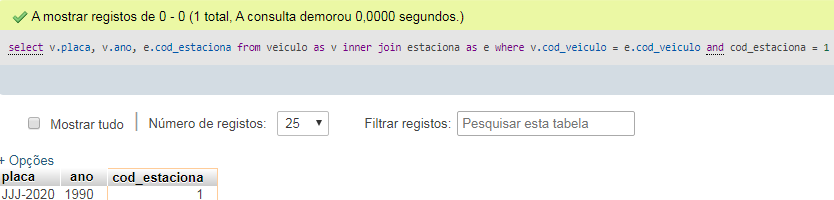 A mostrar registos de 0 - 0 (1 total, A consulta demorou 0,0000 segundos.)
select v.placa, v.ano, e.cod_estaciona from veiculo as v inner join estaciona as e where v.cod_veiculo = e.cod_veiculo and cod_estaciona = 1
Mostrar tudo | Número de registos: 25 Filtrar registos: Pesquisar esta tabela
+ Opções
placa ano cod_estaciona
JJJ-2020 1990 1